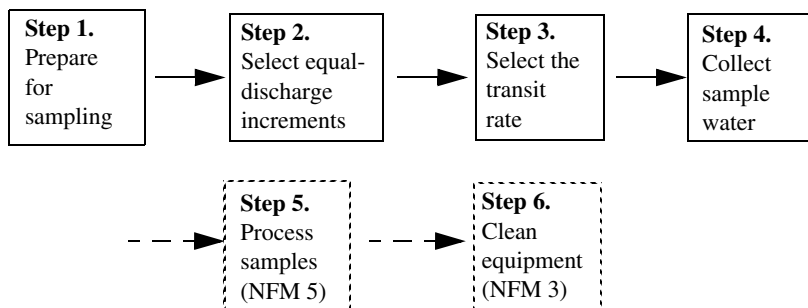 Step 1.
Prepare
for
sampling
Step 2.
Select equal-
discharge
increments
Step 3.
Select the
transit
rate
Step 4.
Collect
sample
water
Step 5.
Process
samples
(NFM 5)
Step 6.
Clean
equipment
(NFM 3)